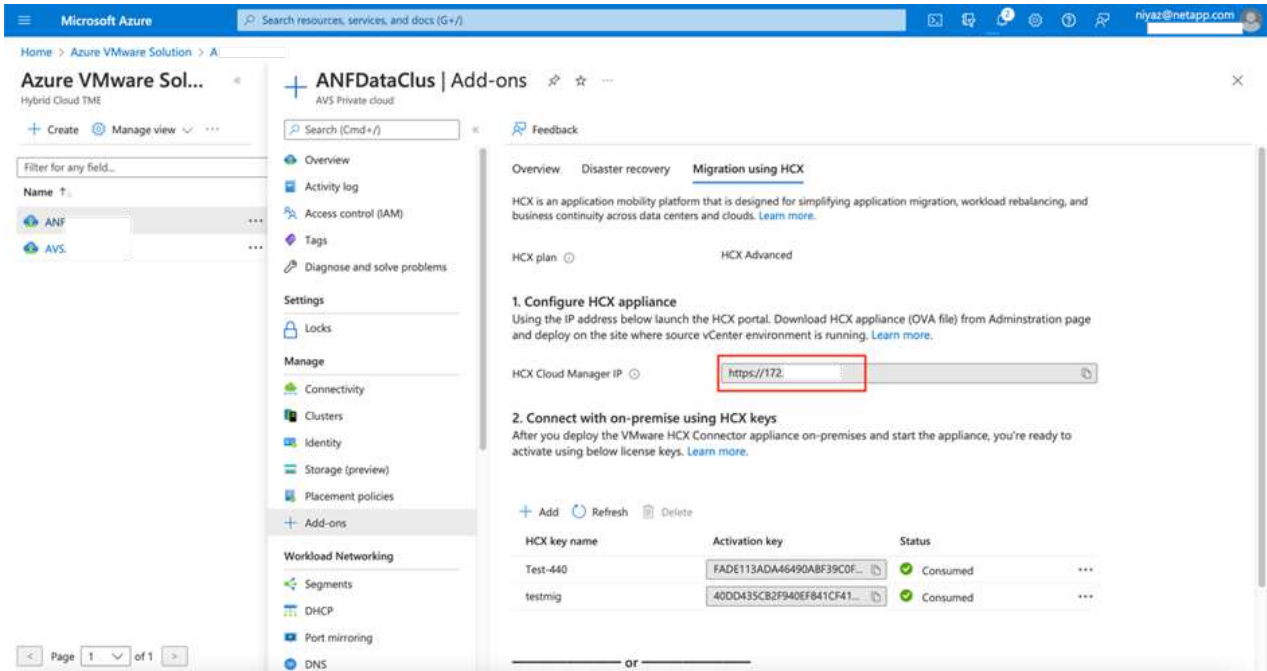 Microsoft Azure
Search resources, services, and docs (G+/)
2
niyaz@netapp.com
Home > Azure VMware Solution > A
Azure VMware Sol...
Hybrid Cloud TME
+ Create
Manage view
...
Filter for any field...
Name ↑
ANF
...
AVS.
...
< Page 1 of 1 >
ANFDataClus | Add-ons
...
AVS Private cloud
Search (Cmd+/)
Overview
Activity log
Access control (IAM)
Tags
Diagnose and solve problems
Settings
Locks
Manage
Connectivity
Clusters
Identity
Storage (preview)
Placement policies
Add-ons
Workload Networking
Segments
DHCP
Port mirroring
DNS
Feedback
Overview
Disaster recovery
Migration using HCX
HCX is an application mobility platform that is designed for simplifying application migration, workload rebalancing, and
business continuity across data centers and clouds. Learn more.
HCX plan
HCX Advanced
1. Configure HCX appliance
Using the IP address below launch the HCX portal. Download HCX appliance (OVA file) from Adminstration page
and deploy on the site where source vCenter environment is running. Learn more.
HCX Cloud Manager IP
https://172.
2. Connect with on-premise using HCX keys
After you deploy the VMware HCX Connector appliance on-premises and start the appliance, you're ready to
activate using below license keys. Learn more.
+ Add
Refresh
Delete
HCX key name Activation key Status
Test-440 FADE113ADA46490ABF39C0F... Consumed ...
testmig 40DD435CB2F940EF841CF41... Consumed ...
or